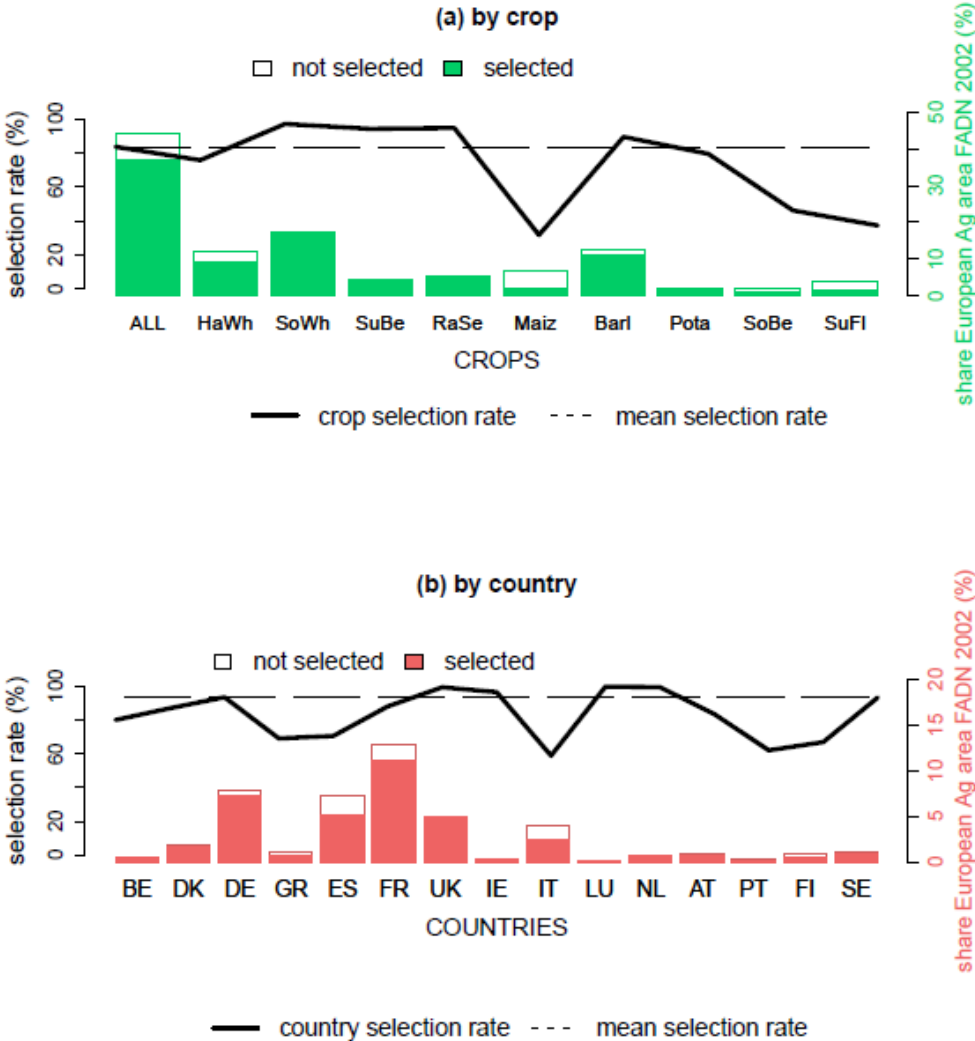 (a) by crop
not selected selected
selection rate (%)
0 20 60 100
share European Ag area FADN 2002 (%)
0 10 30 50
ALL HaWh SoWh SuBe RaSe Maiz Barl Pota SoBe SuFl
CROPS
crop selection rate mean selection rate
(b) by country
not selected selected
selection rate (%)
0 20 60 100
share European Ag area FADN 2002 (%)
0 5 10 15 20
BE DK DE GR ES FR UK IE IT LU NL AT PT FI SE
COUNTRIES
country selection rate mean selection rate